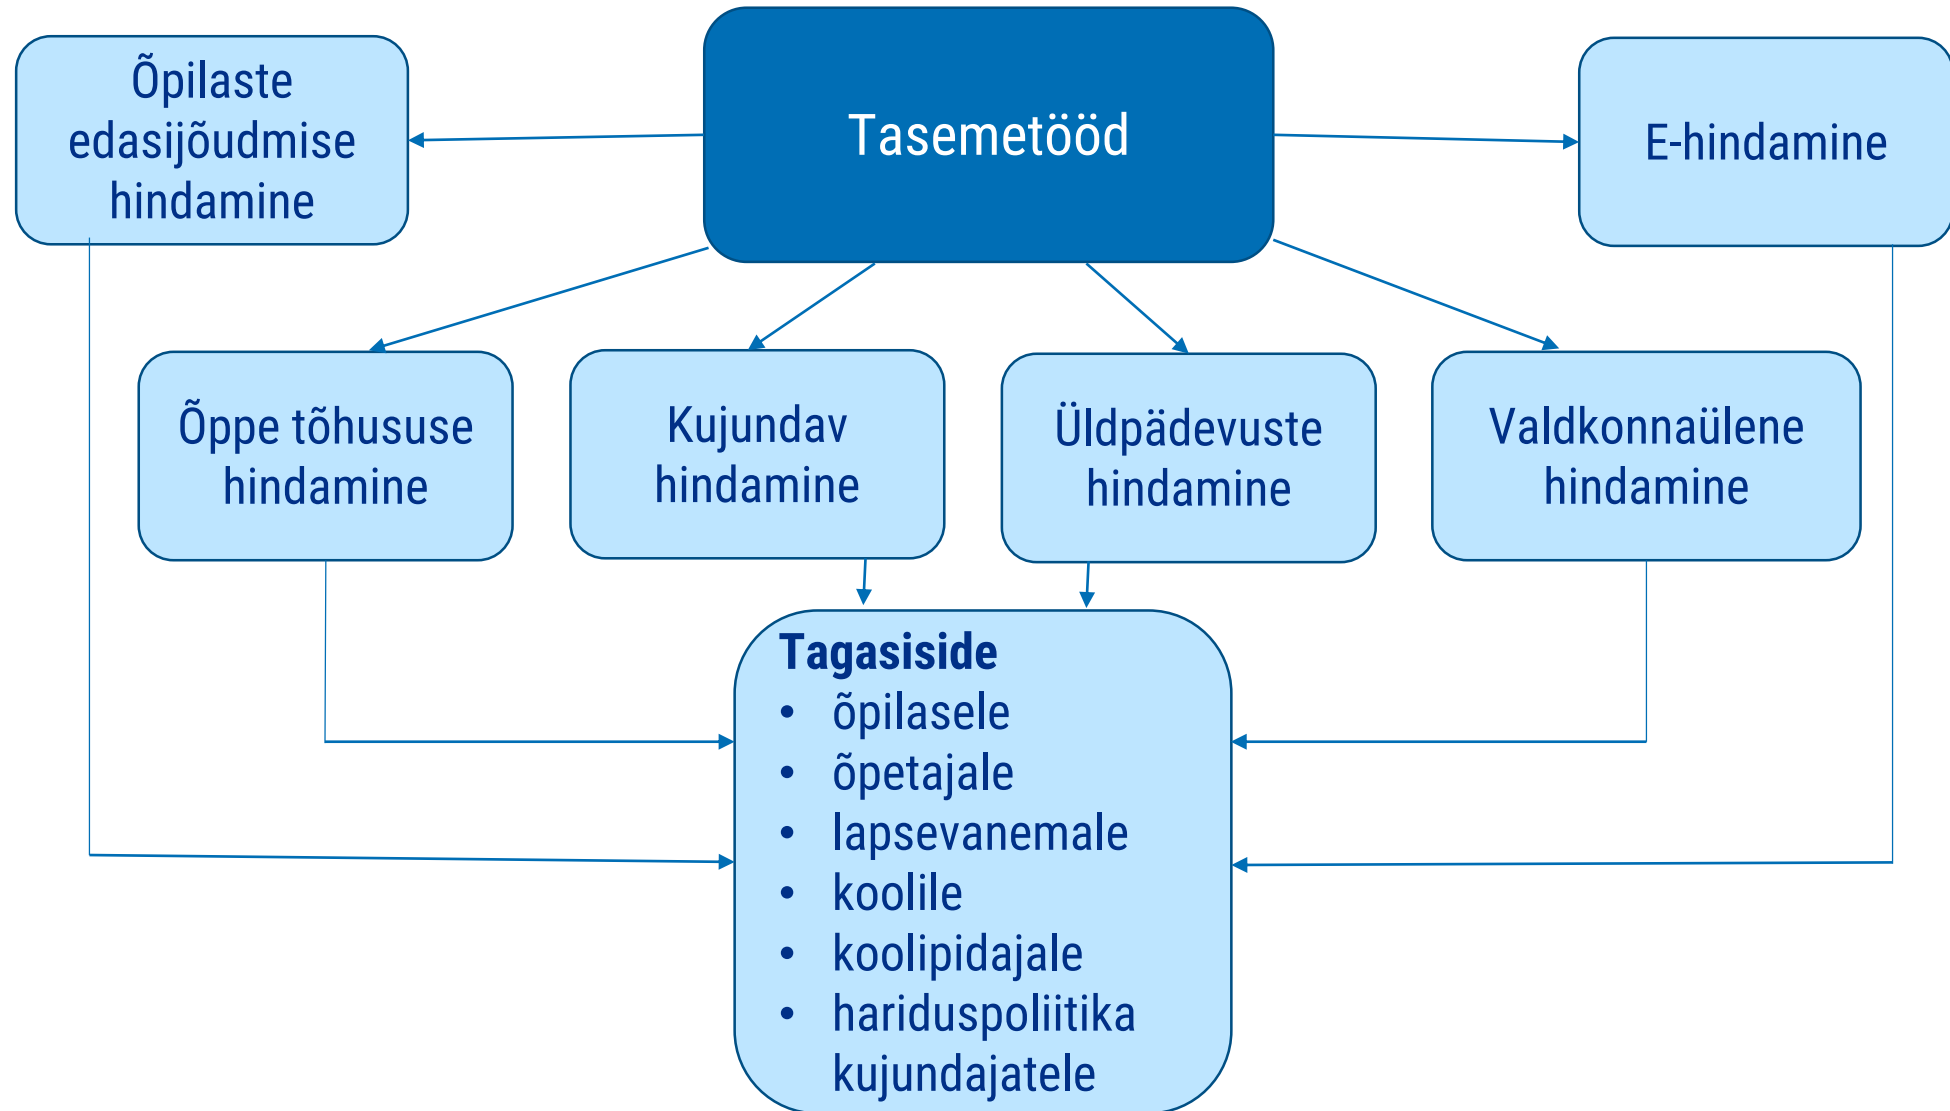 Õpilaste
edasijõudmise
hindamine
Tasemetööd
E-hindamine
Õppe tõhususe
hindamine
Kujundav
hindamine
Üldpädevuste
hindamine
Valdkonnaülene
hindamine
Tagasiside
• õpilasele
• õpetajale
• lapsevanemale
• koolile
• koolipidajale
• hariduspoliitika
kujundajatele